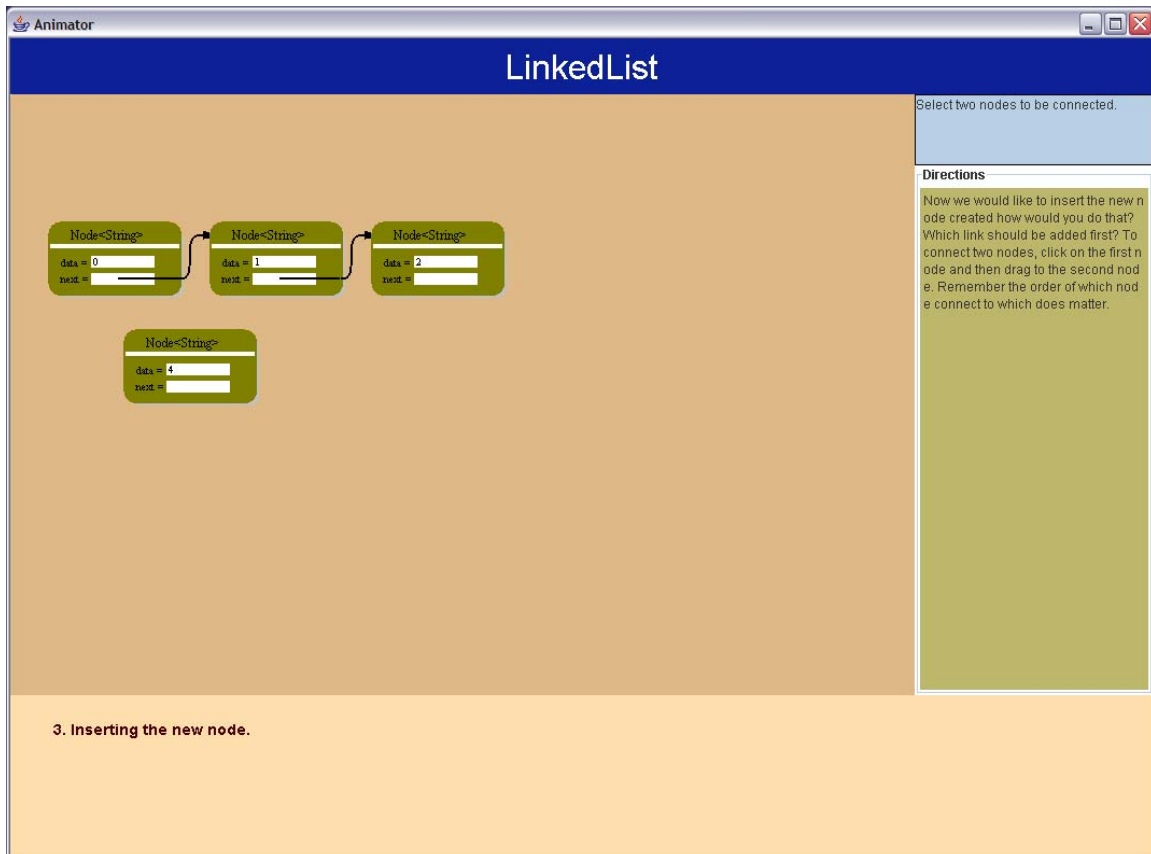 Animator
LinkedList
Select two nodes to be connected.
Directions
Now we would like to insert the new n
ode created how would you do that?
Which link should be added first? To
connect two nodes, click on the first n
ode and then drag to the second nod
e. Remember the order of which nod
e connect to which does matter.
Node<String>
data = 0
next =
Node<String>
data = 1
next =
Node<String>
data = 2
next =
Node<String>
data = 4
next =
3. Inserting the new node.